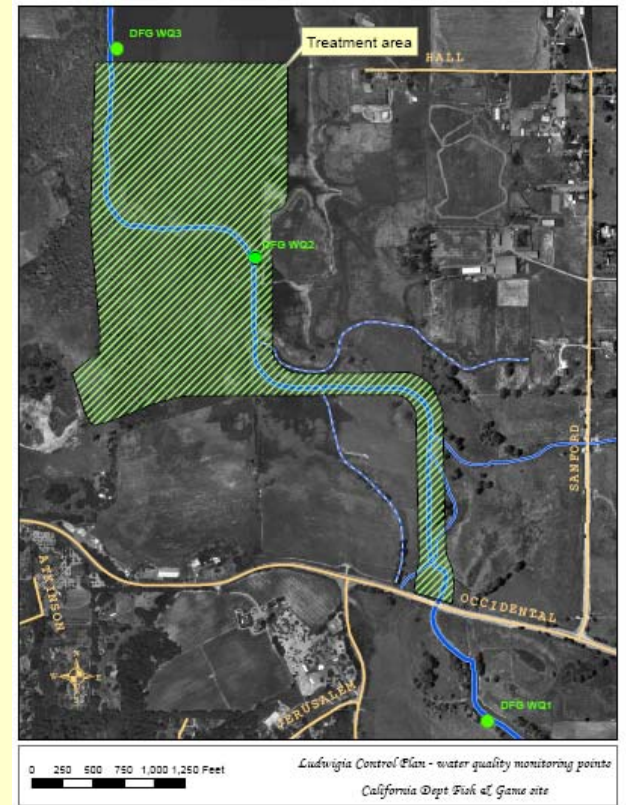 DFG WQ3
Treatment area
HALL
DFG WQ2
SANFORD
ATKINSON
OCCIDENTAL
JERUSALEM
DFG WQ1
0 250 500 750 1,000 1,250 Feet
Ludwigia Control Plan - water quality monitoring points
California Dept Fish & Game site